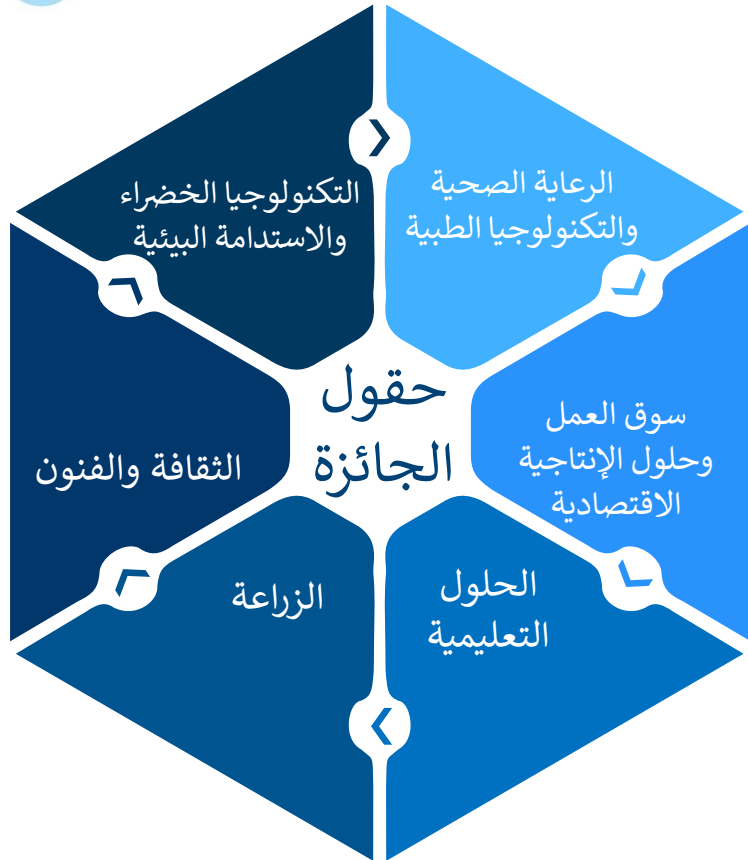 حقول
الجائزة
الرعاية الصحية
والتكنولوجيا الطبية
سوق العمل
وحلول الإنتاجية
الاقتصادية
الحلول
التعليمية
الزراعة
الثقافة والفنون
التكنولوجيا الخضراء
والاستدامة البيئية